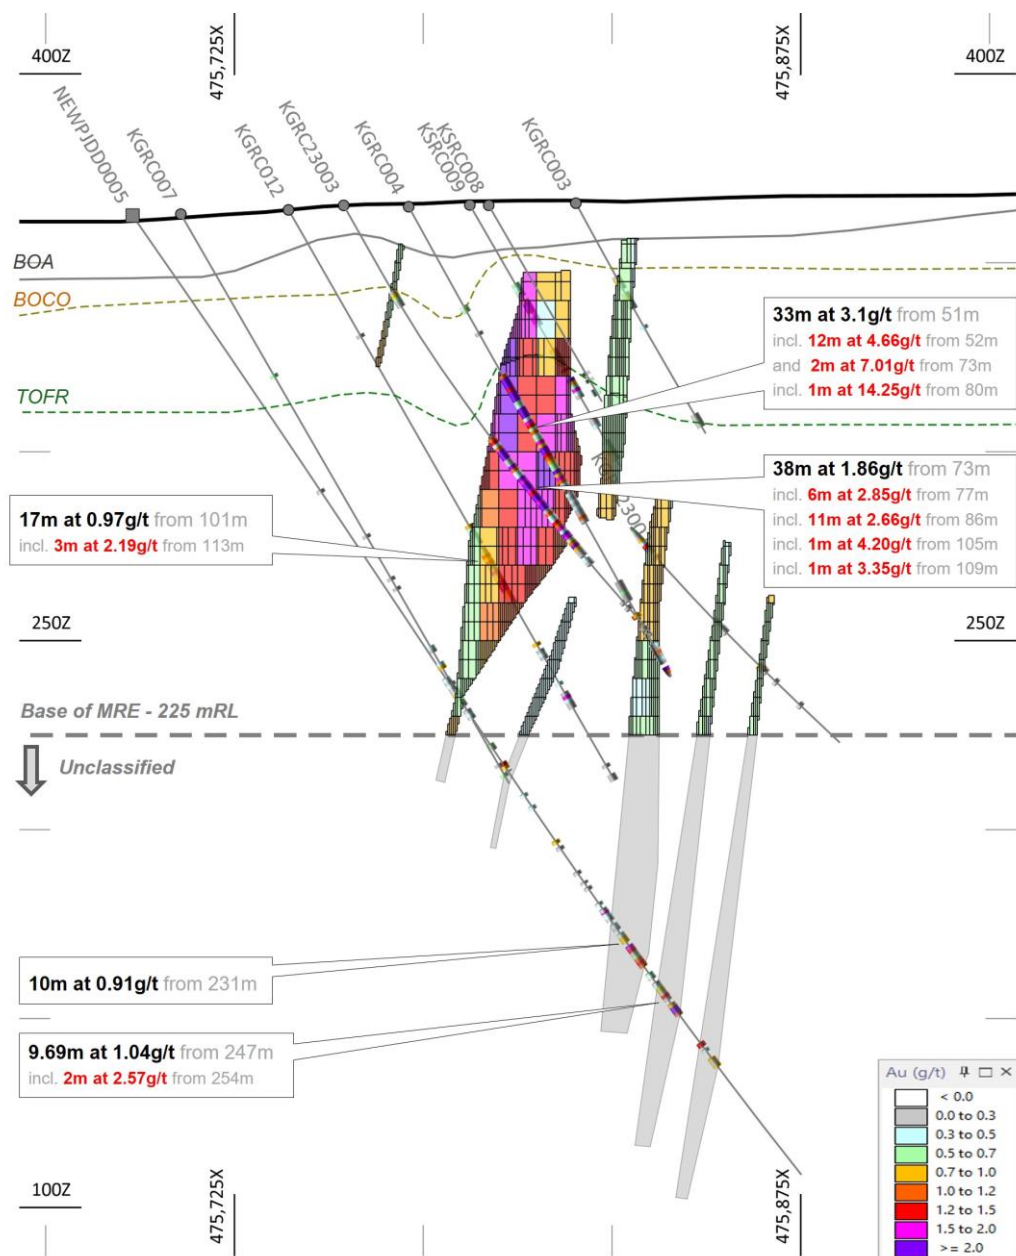 400Z
475,725X
475,875X
400Z
NEWPJDD0005
KGRC007
KGRC012
KGRC23003
KGRC004
KSRC009
KSRC008
KGRC003
BOA
BOCO
TOFR
33m at 3.1g/t from 51m
incl. 12m at 4.66g/t from 52m
and 2m at 7.01g/t from 73m
incl. 1m at 14.25g/t from 80m
38m at 1.86g/t from 73m
incl. 6m at 2.85g/t from 77m
incl. 11m at 2.66g/t from 86m
incl. 1m at 4.20g/t from 105m
incl. 1m at 3.35g/t from 109m
17m at 0.97g/t from 101m
incl. 3m at 2.19g/t from 113m
250Z
250Z
Base of MRE - 225 mRL
Unclassified
10m at 0.91g/t from 231m
9.69m at 1.04g/t from 247m
incl. 2m at 2.57g/t from 254m
Au (g/t)
< 0.0
0.0 to 0.3
0.3 to 0.5
0.5 to 0.7
0.7 to 1.0
1.0 to 1.2
1.2 to 1.5
1.5 to 2.0
>= 2.0
100Z
475,725X
475,875X